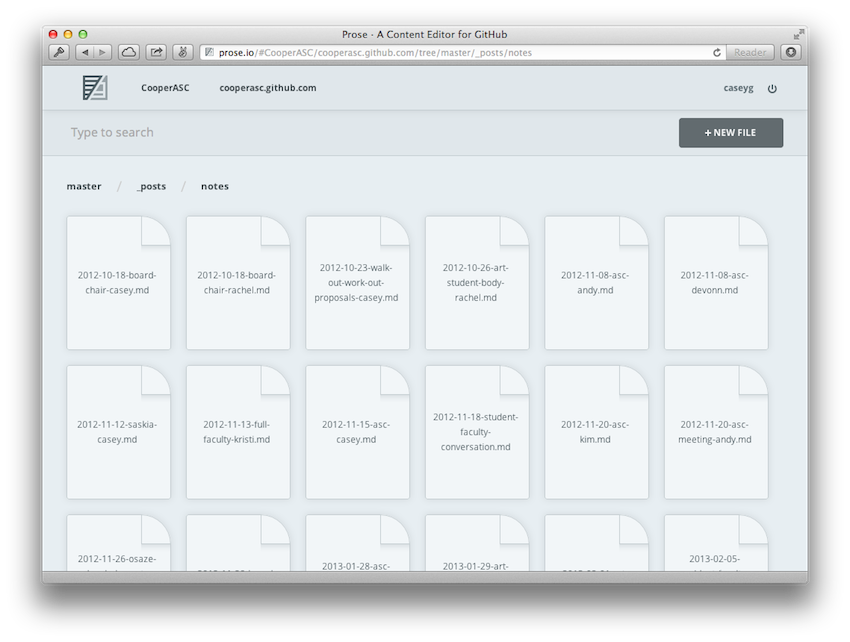 Prose - A Content Editor for GitHub
prose.io/#CooperASC/cooperasc.github.com/tree/master/_posts/notes
Reader
CooperASC cooperasc.github.com caseyg
Type to search
+ NEW FILE
master / _posts / notes
2012-10-18-board-
chair-casey.md
2012-10-18-board-
chair-rachel.md
2012-10-23-walk-
out-work-out-
proposals-casey.md
2012-10-26-art-
student-body-
rachel.md
2012-11-08-asc-
andy.md
2012-11-08-asc-
devonn.md
2012-11-12-saskia-
casey.md
2012-11-13-full-
faculty-kristi.md
2012-11-15-asc-
casey.md
2012-11-18-student-
faculty-
conversation.md
2012-11-20-asc-
kim.md
2012-11-20-asc-
meeting-andy.md
2012-11-26-osaze-
2013-01-28-asc-
2013-01-29-art-
2013-02-05-